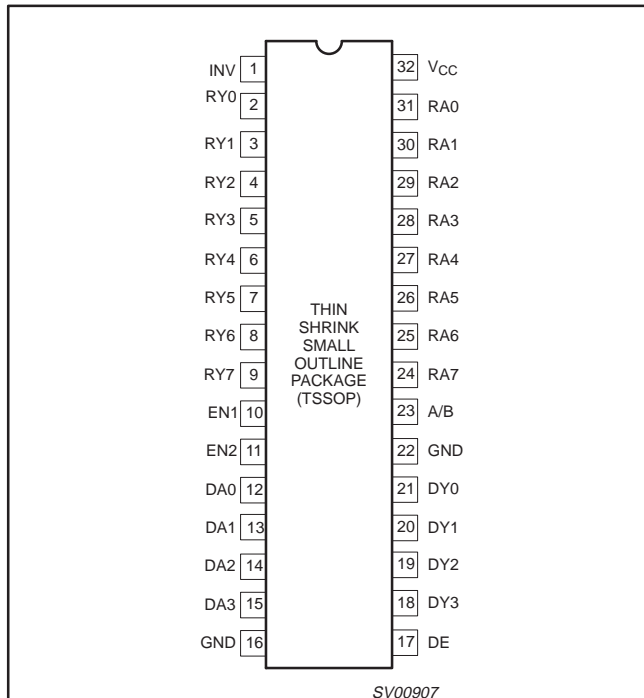 INV 1
RY0 2
RY1 3
RY2 4
RY3 5
RY4 6
RY5 7
RY6 8
RY7 9
EN1 10
EN2 11
DA0 12
DA1 13
DA2 14
DA3 15
GND 16
THIN
SHRINK
SMALL
OUTLINE
PACKAGE
(TSSOP)
32 VCC
31 RA0
30 RA1
29 RA2
28 RA3
27 RA4
26 RA5
25 RA6
24 RA7
23 A/B
22 GND
21 DY0
20 DY1
19 DY2
18 DY3
17 DE
SV00907